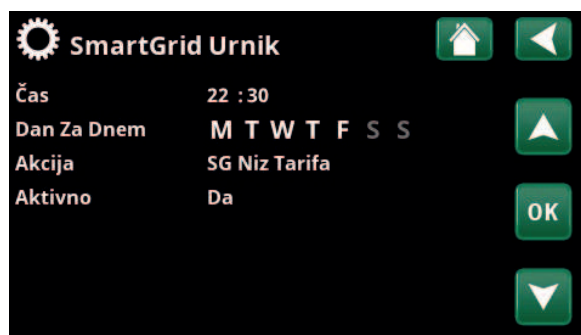 SmartGrid Urnik
Čas 22 :30
Dan Za Dnem M T W T F S S
Akcija SG Niz Tarifa
Aktivno Da
OK